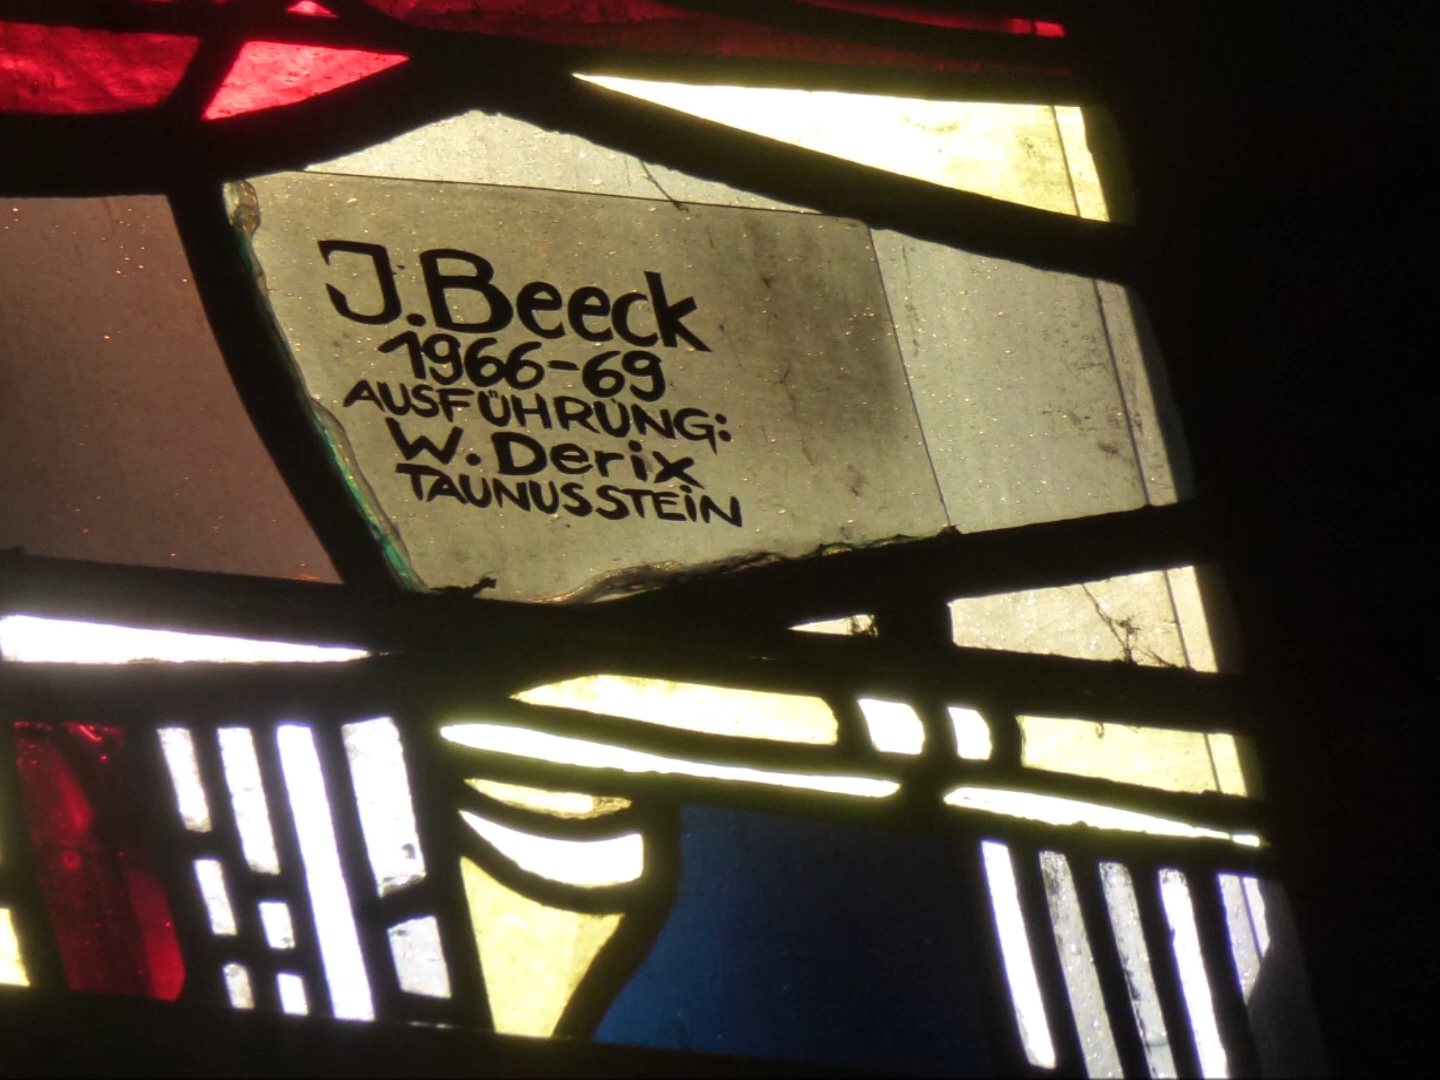 J. Beeck
1966-69
AUSFÜHRUNG:
W. Derix
TAUNUSSTEiN